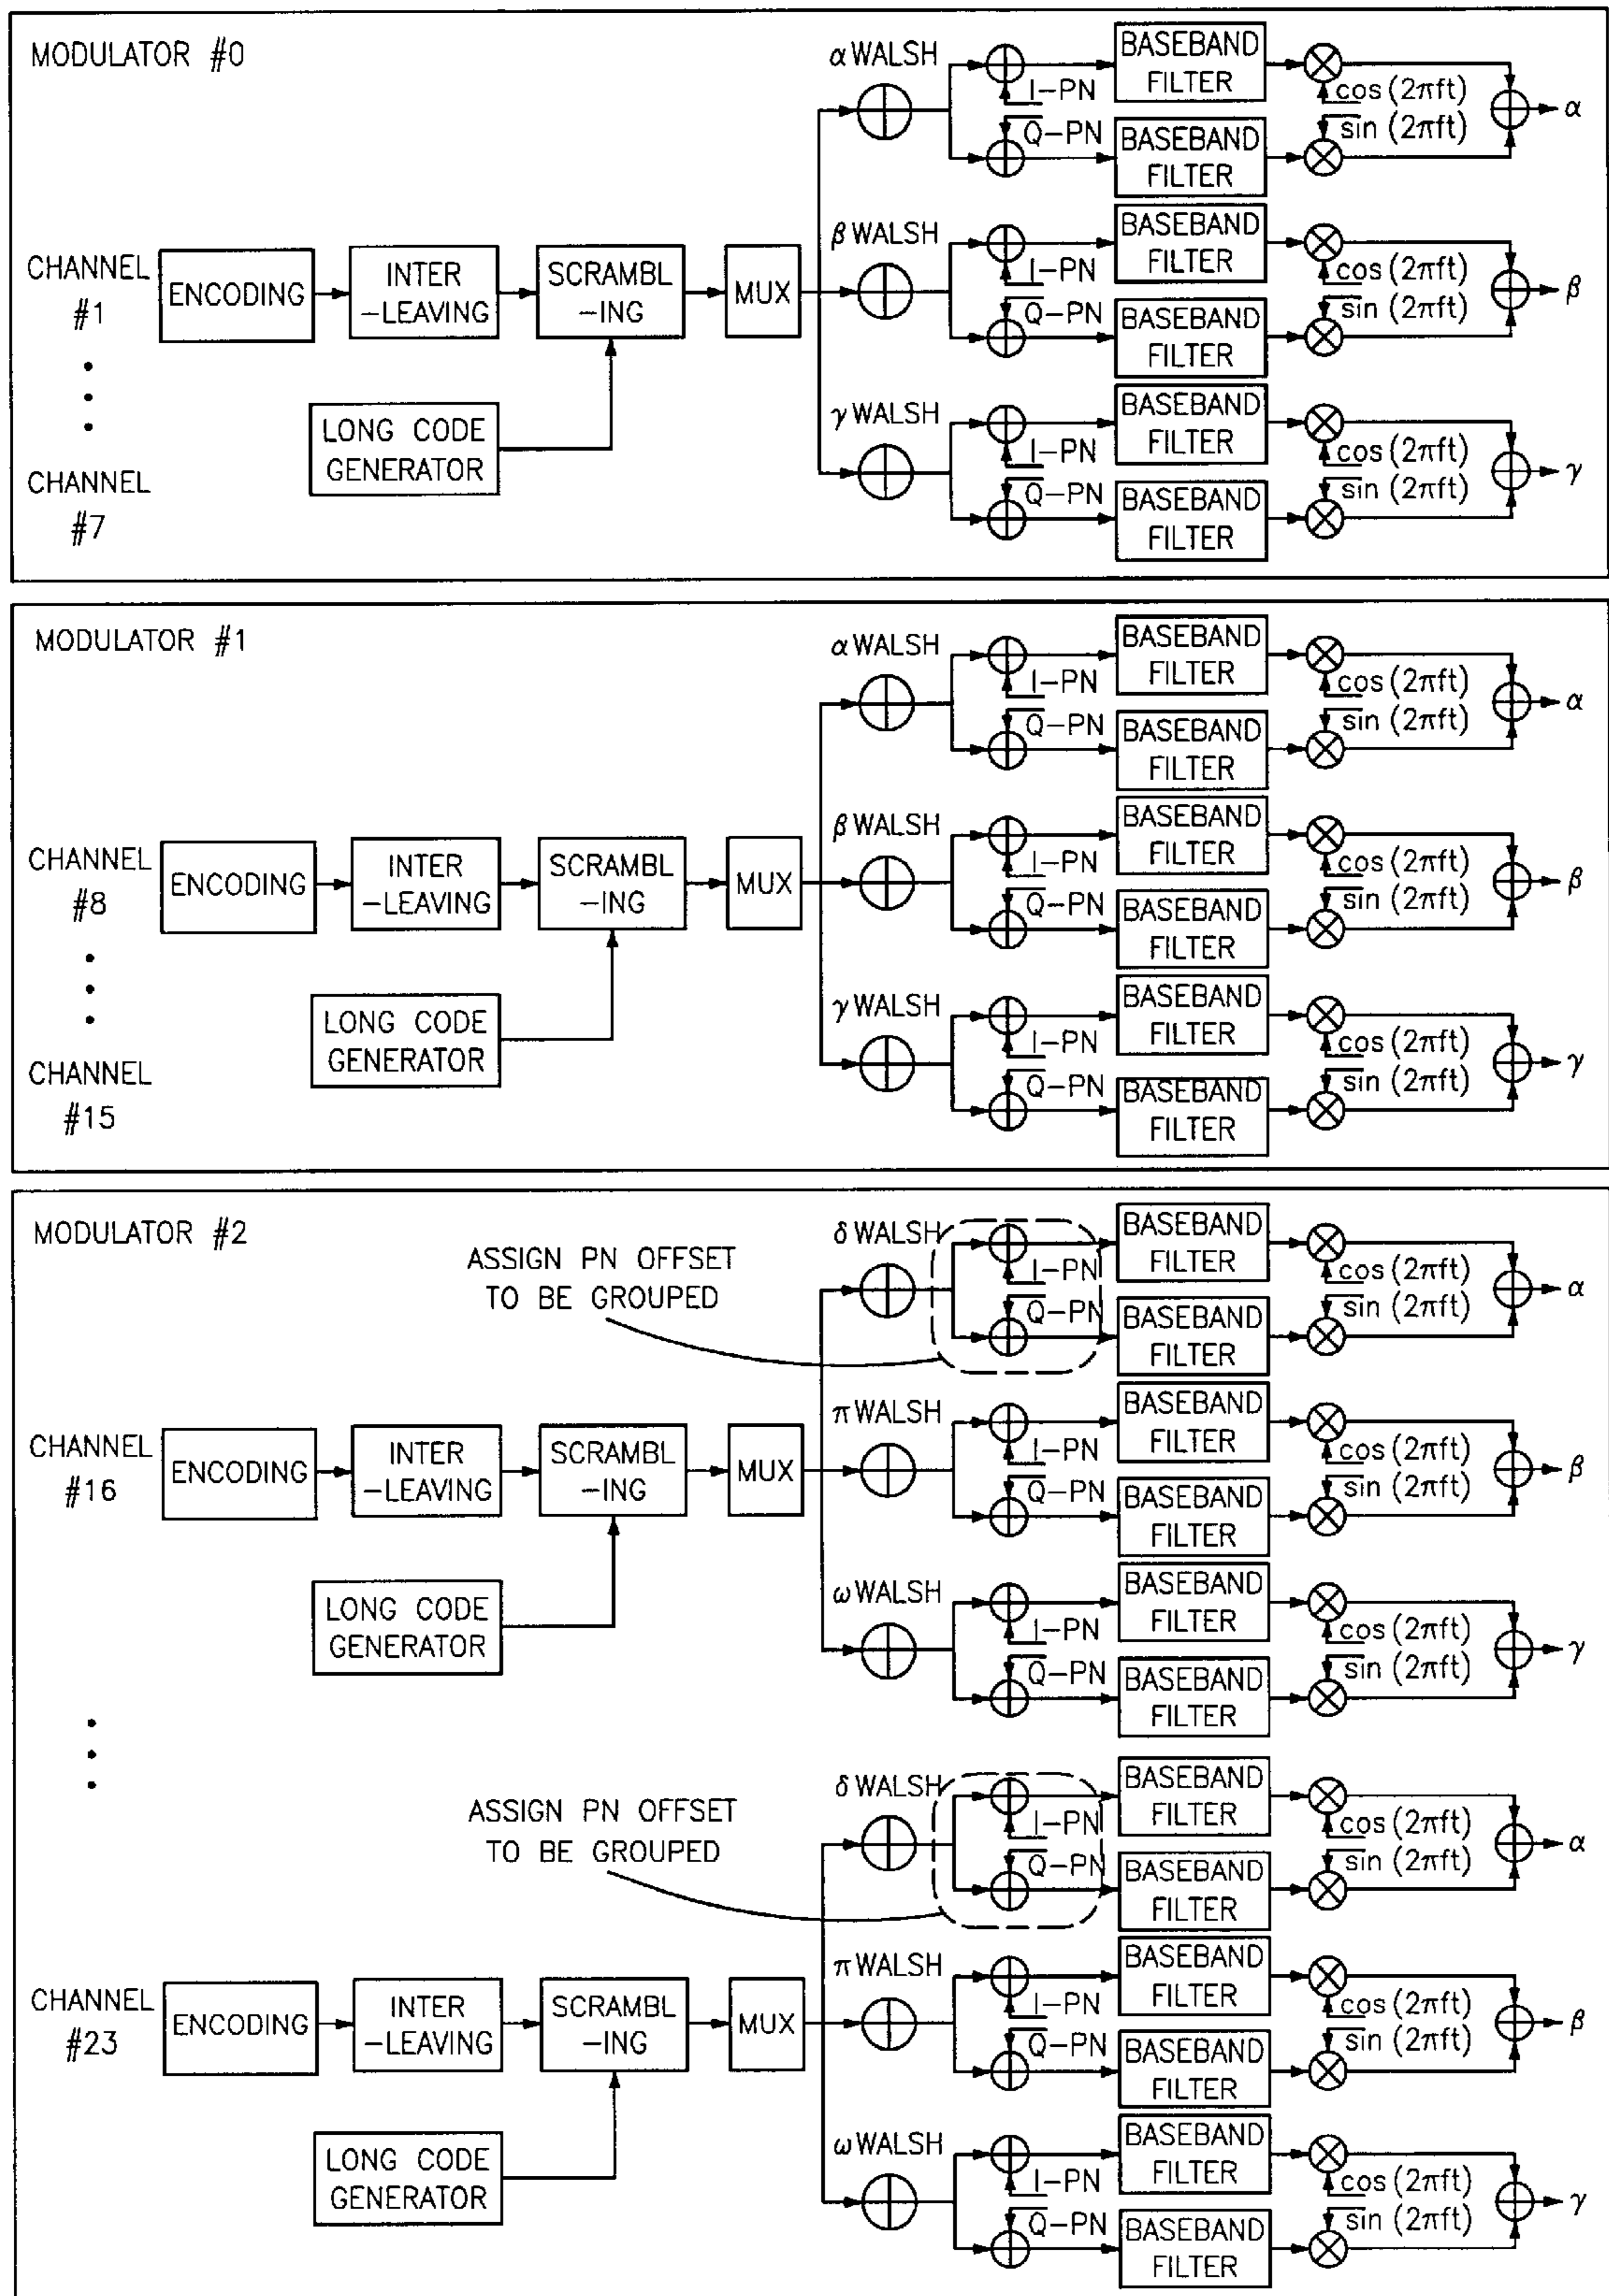 MODULATOR #0
α WALSH
I-PN
Q-PN
BASEBAND
FILTER
BASEBAND
FILTER
cos (2πft)
sin (2πft)
α
CHANNEL
#1
CHANNEL
#7
ENCODING
INTER
-LEAVING
SCRAMBL
-ING
MUX
LONG CODE
GENERATOR
β WALSH
I-PN
Q-PN
BASEBAND
FILTER
BASEBAND
FILTER
cos (2πft)
sin (2πft)
β
γ WALSH
I-PN
Q-PN
BASEBAND
FILTER
BASEBAND
FILTER
cos (2πft)
sin (2πft)
γ
MODULATOR #1
α WALSH
I-PN
Q-PN
BASEBAND
FILTER
BASEBAND
FILTER
cos (2πft)
sin (2πft)
α
CHANNEL
#8
CHANNEL
#15
ENCODING
INTER
-LEAVING
SCRAMBL
-ING
MUX
LONG CODE
GENERATOR
β WALSH
I-PN
Q-PN
BASEBAND
FILTER
BASEBAND
FILTER
cos (2πft)
sin (2πft)
β
γ WALSH
I-PN
Q-PN
BASEBAND
FILTER
BASEBAND
FILTER
cos (2πft)
sin (2πft)
γ
MODULATOR #2
ASSIGN PN OFFSET
TO BE GROUPED
δ WALSH
I-PN
Q-PN
BASEBAND
FILTER
BASEBAND
FILTER
cos (2πft)
sin (2πft)
α
CHANNEL
#16
ENCODING
INTER
-LEAVING
SCRAMBL
-ING
MUX
LONG CODE
GENERATOR
π WALSH
I-PN
Q-PN
BASEBAND
FILTER
BASEBAND
FILTER
cos (2πft)
sin (2πft)
β
ω WALSH
I-PN
Q-PN
BASEBAND
FILTER
BASEBAND
FILTER
cos (2πft)
sin (2πft)
γ
ASSIGN PN OFFSET
TO BE GROUPED
δ WALSH
I-PN
Q-PN
BASEBAND
FILTER
BASEBAND
FILTER
cos (2πft)
sin (2πft)
α
CHANNEL
#23
ENCODING
INTER
-LEAVING
SCRAMBL
-ING
MUX
LONG CODE
GENERATOR
π WALSH
I-PN
Q-PN
BASEBAND
FILTER
BASEBAND
FILTER
cos (2πft)
sin (2πft)
β
ω WALSH
I-PN
Q-PN
BASEBAND
FILTER
BASEBAND
FILTER
cos (2πft)
sin (2πft)
γ